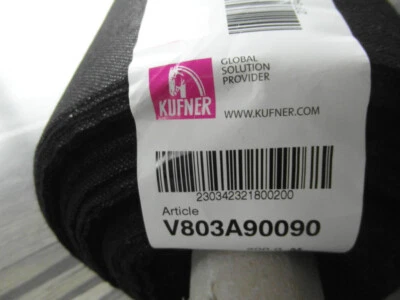 GLOBAL
SOLUTION
PROVIDER
KUFNER
WWW.KUFNER.COM
230342321800200
Article
V803A90090